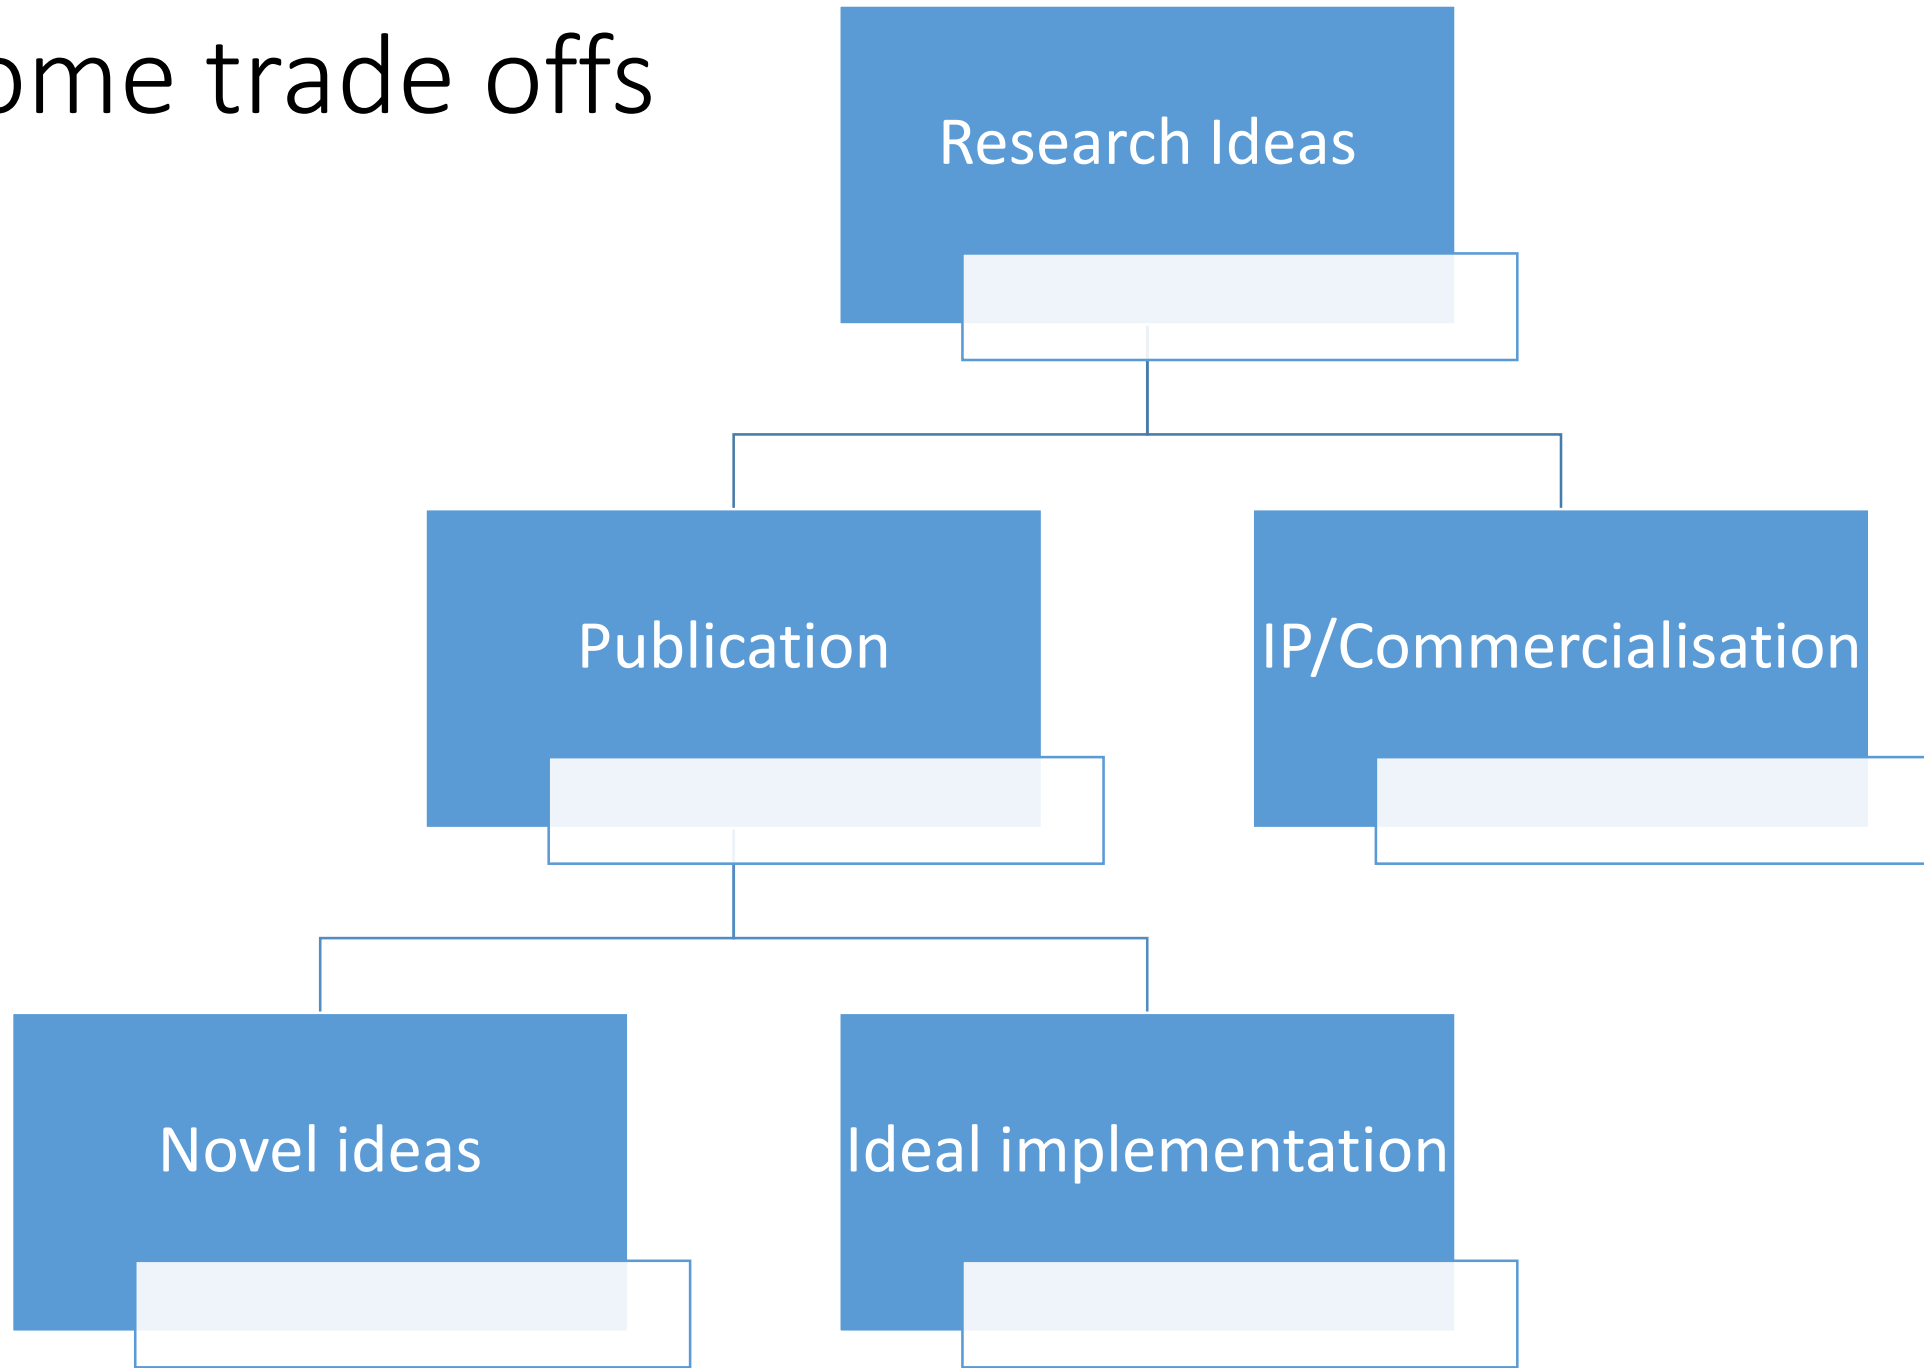 ome trade offs
Research Ideas
Publication
IP/Commercialisation
Novel ideas
Ideal implementation